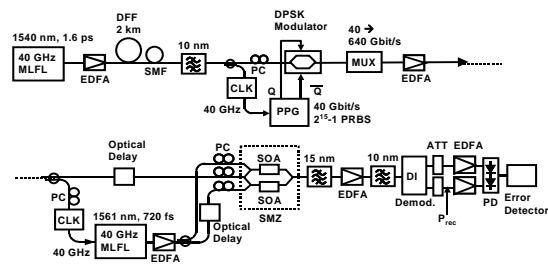 1540 nm, 1.6 ps
DFF
2 km
DPSK
Modulator
40 GHz
MLFL
EDFA
SMF
10 nm
PC
40 →
640 Gbit/s
MUX
EDFA
CLK
40 GHz
Q
Q
PPG
40 Gbit/s
2¹⁵-1 PRBS
Optical
Delay
PC
SOA
SOA
SMZ
15 nm
10 nm
EDFA
ATT EDFA
DI
Demod.
PD
Error
Detector
Prec
PC
CLK
40 GHz
1561 nm, 720 fs
40 GHz
MLFL
EDFA
Optical
Delay